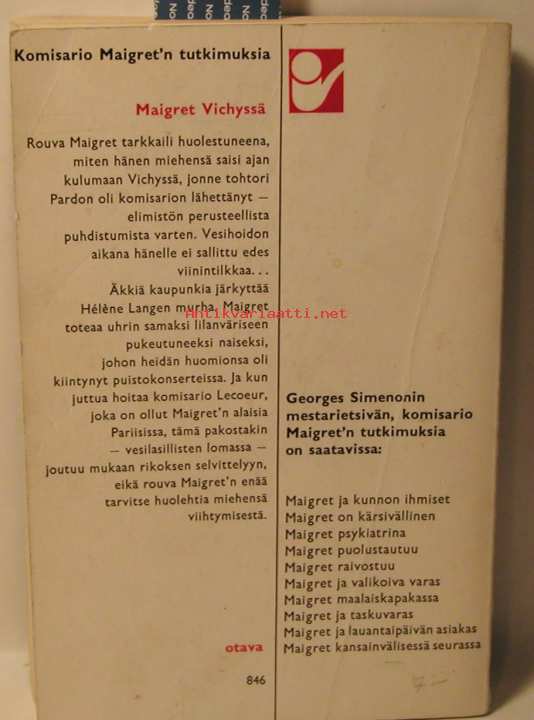 Komisario Maigret'n tutkimuksia
Maigret Vichyssä
Rouva Maigret tarkkaili huolestuneena,
miten hänen miehensä saisi ajan
kulumaan Vichyssä, jonne tohtori
Pardon oli komisarion lähettänyt —
elimistön perusteellista
puhdistumista varten. Vesihoidon
aikana hänelle ei sallittu edes
viinintilkkaa...
Äkkiä kaupunkia järkyttää
Hélène Langen murha. Maigret
toteaa uhrin samaksi lilanväriseen
pukeutuneeksi naiseksi,
johon heidän huomionsa oli
kiintynyt puistokonserteissa. Ja kun
juttua hoitaa komisario Lecoeur,
joka on ollut Maigret'n alaisia
Pariisissa, tämä pakostakin
— vesilasillisten lomassa —
joutuu mukaan rikoksen selvittelyyn,
eikä rouva Maigret'n enää
tarvitse huolehtia miehensä
viihtymisestä.
otava
846
Georges Simenonin
mestarietsivän, komisario
Maigret'n tutkimuksia
on saatavissa:
Maigret ja kunnon ihmiset
Maigret on kärsivällinen
Maigret psykiatrina
Maigret puolustautuu
Maigret raivostuu
Maigret ja valikoiva varas
Maigret maalaiskapakassa
Maigret ja taskuvaras
Maigret ja lauantaipäivän asiakas
Maigret kansainvälisessä seurassa
Antikvariaatti.net